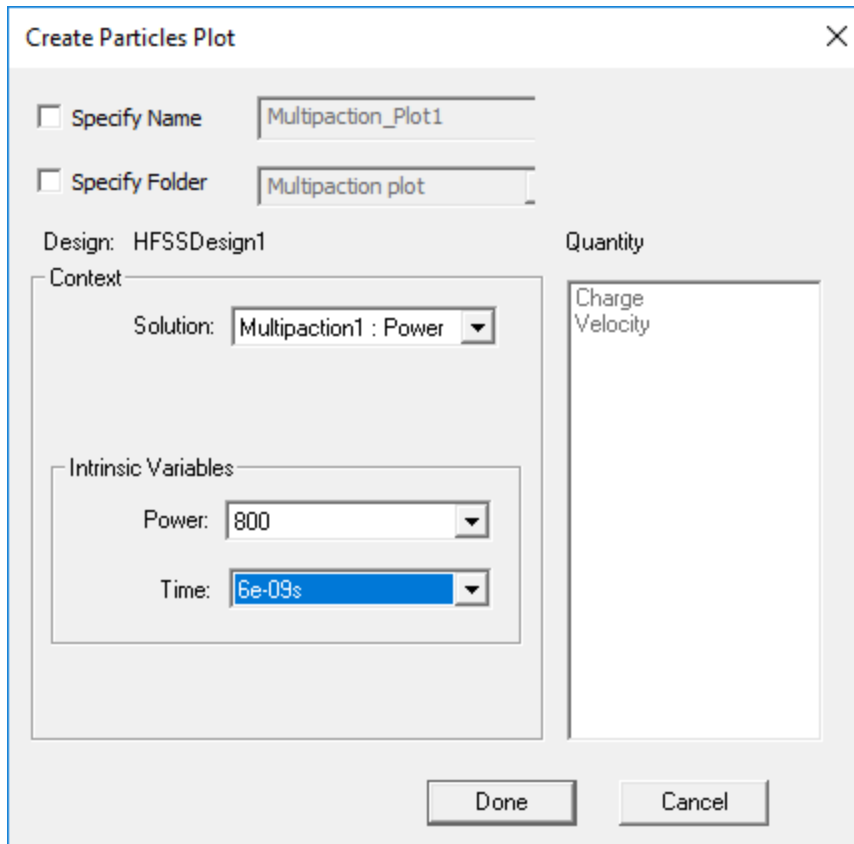 Create Particles Plot
Specify Name Multipaction_Plot1
Specify Folder Multipaction plot
Design: HFSSDesign1
Quantity
Context
Solution: Multipaction1 : Power
Charge
Velocity
Intrinsic Variables
Power: 800
Time: 6e-09s
Done Cancel